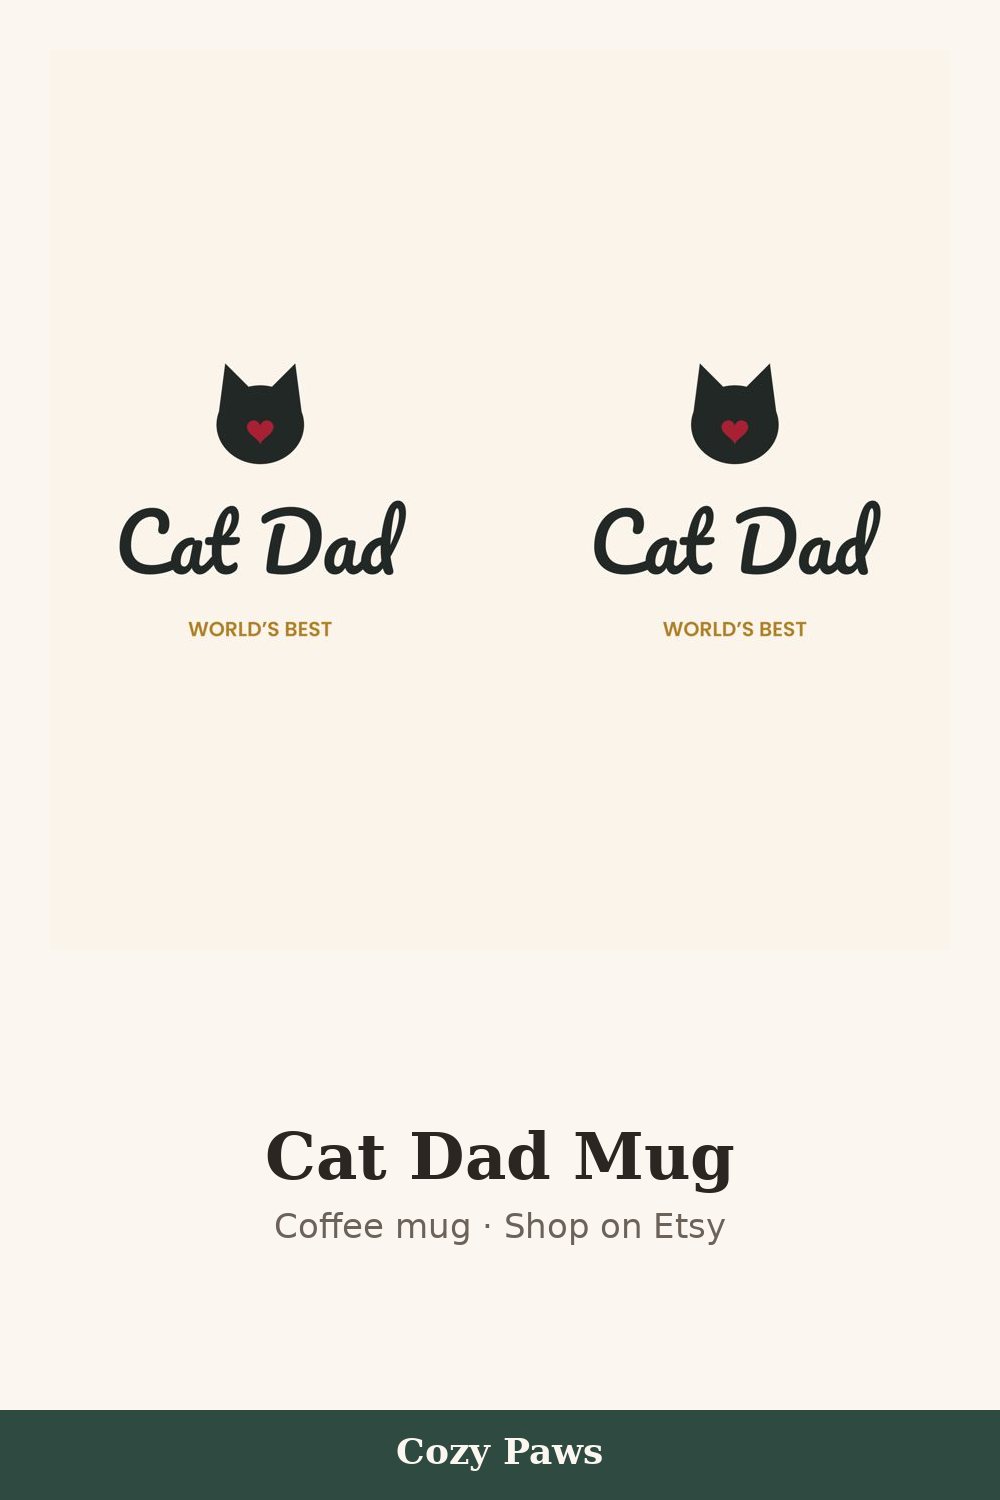 Cat Dad
WORLD’S BEST
Cat Dad
WORLD’S BEST
Cat Dad Mug
Coffee mug · Shop on Etsy
Cozy Paws